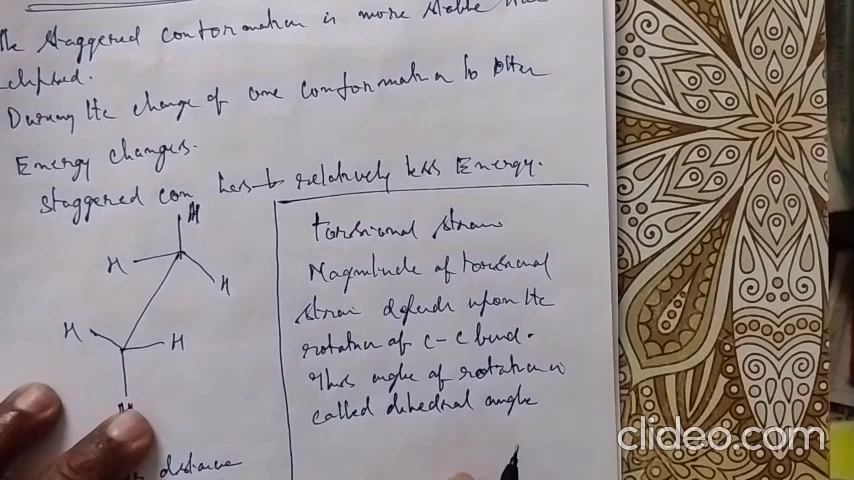 The staggered conformation is more stable than
eclipsed.
During the change of one conformation to other
Energy changes.
Staggered con has relatively less Energy.
H
H
H
H
H
H
distance
Torsional strain
Magnitude of torsional
strain depends upon the
rotation of C-C bond.
This angle of rotation is
called dihedral angle
clideo.com